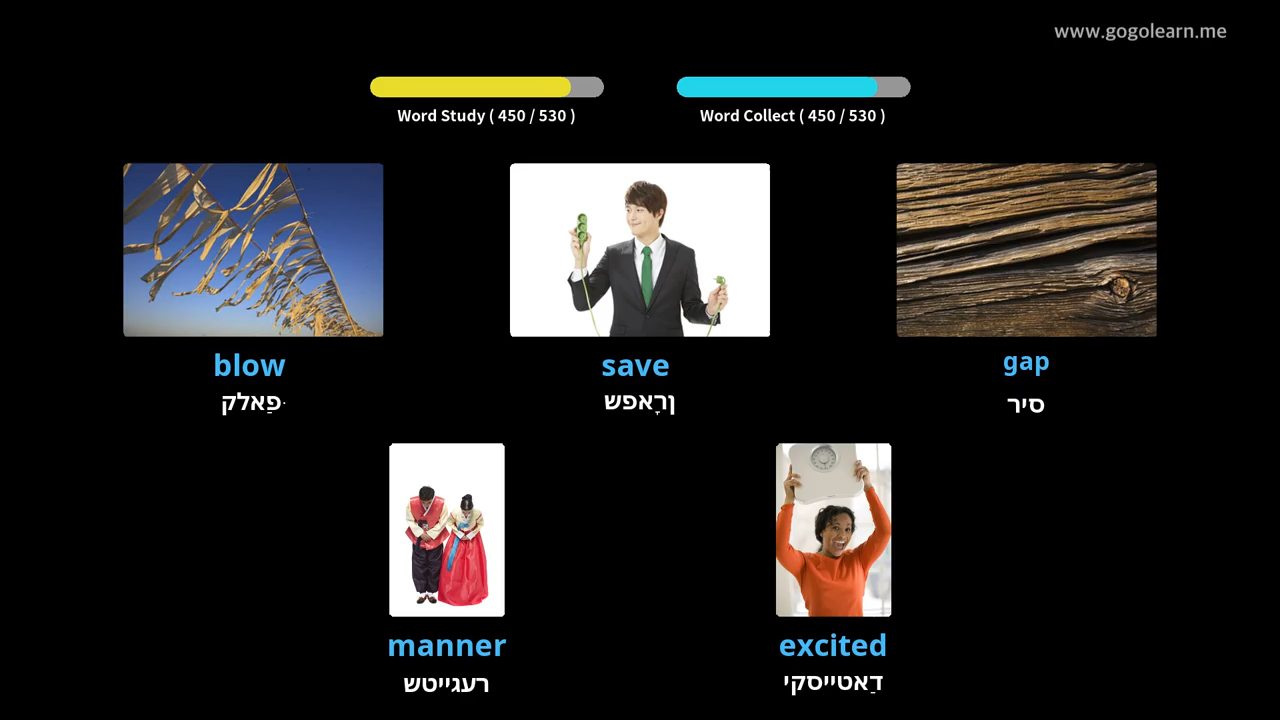 www.gogolearn.me
Word Study ( 450 / 530 )
Word Collect ( 450 / 530 )
blow
פַאלק
save
ןרָאפש
gap
סיר
manner
רעגייטש
excited
דַאטייסקי